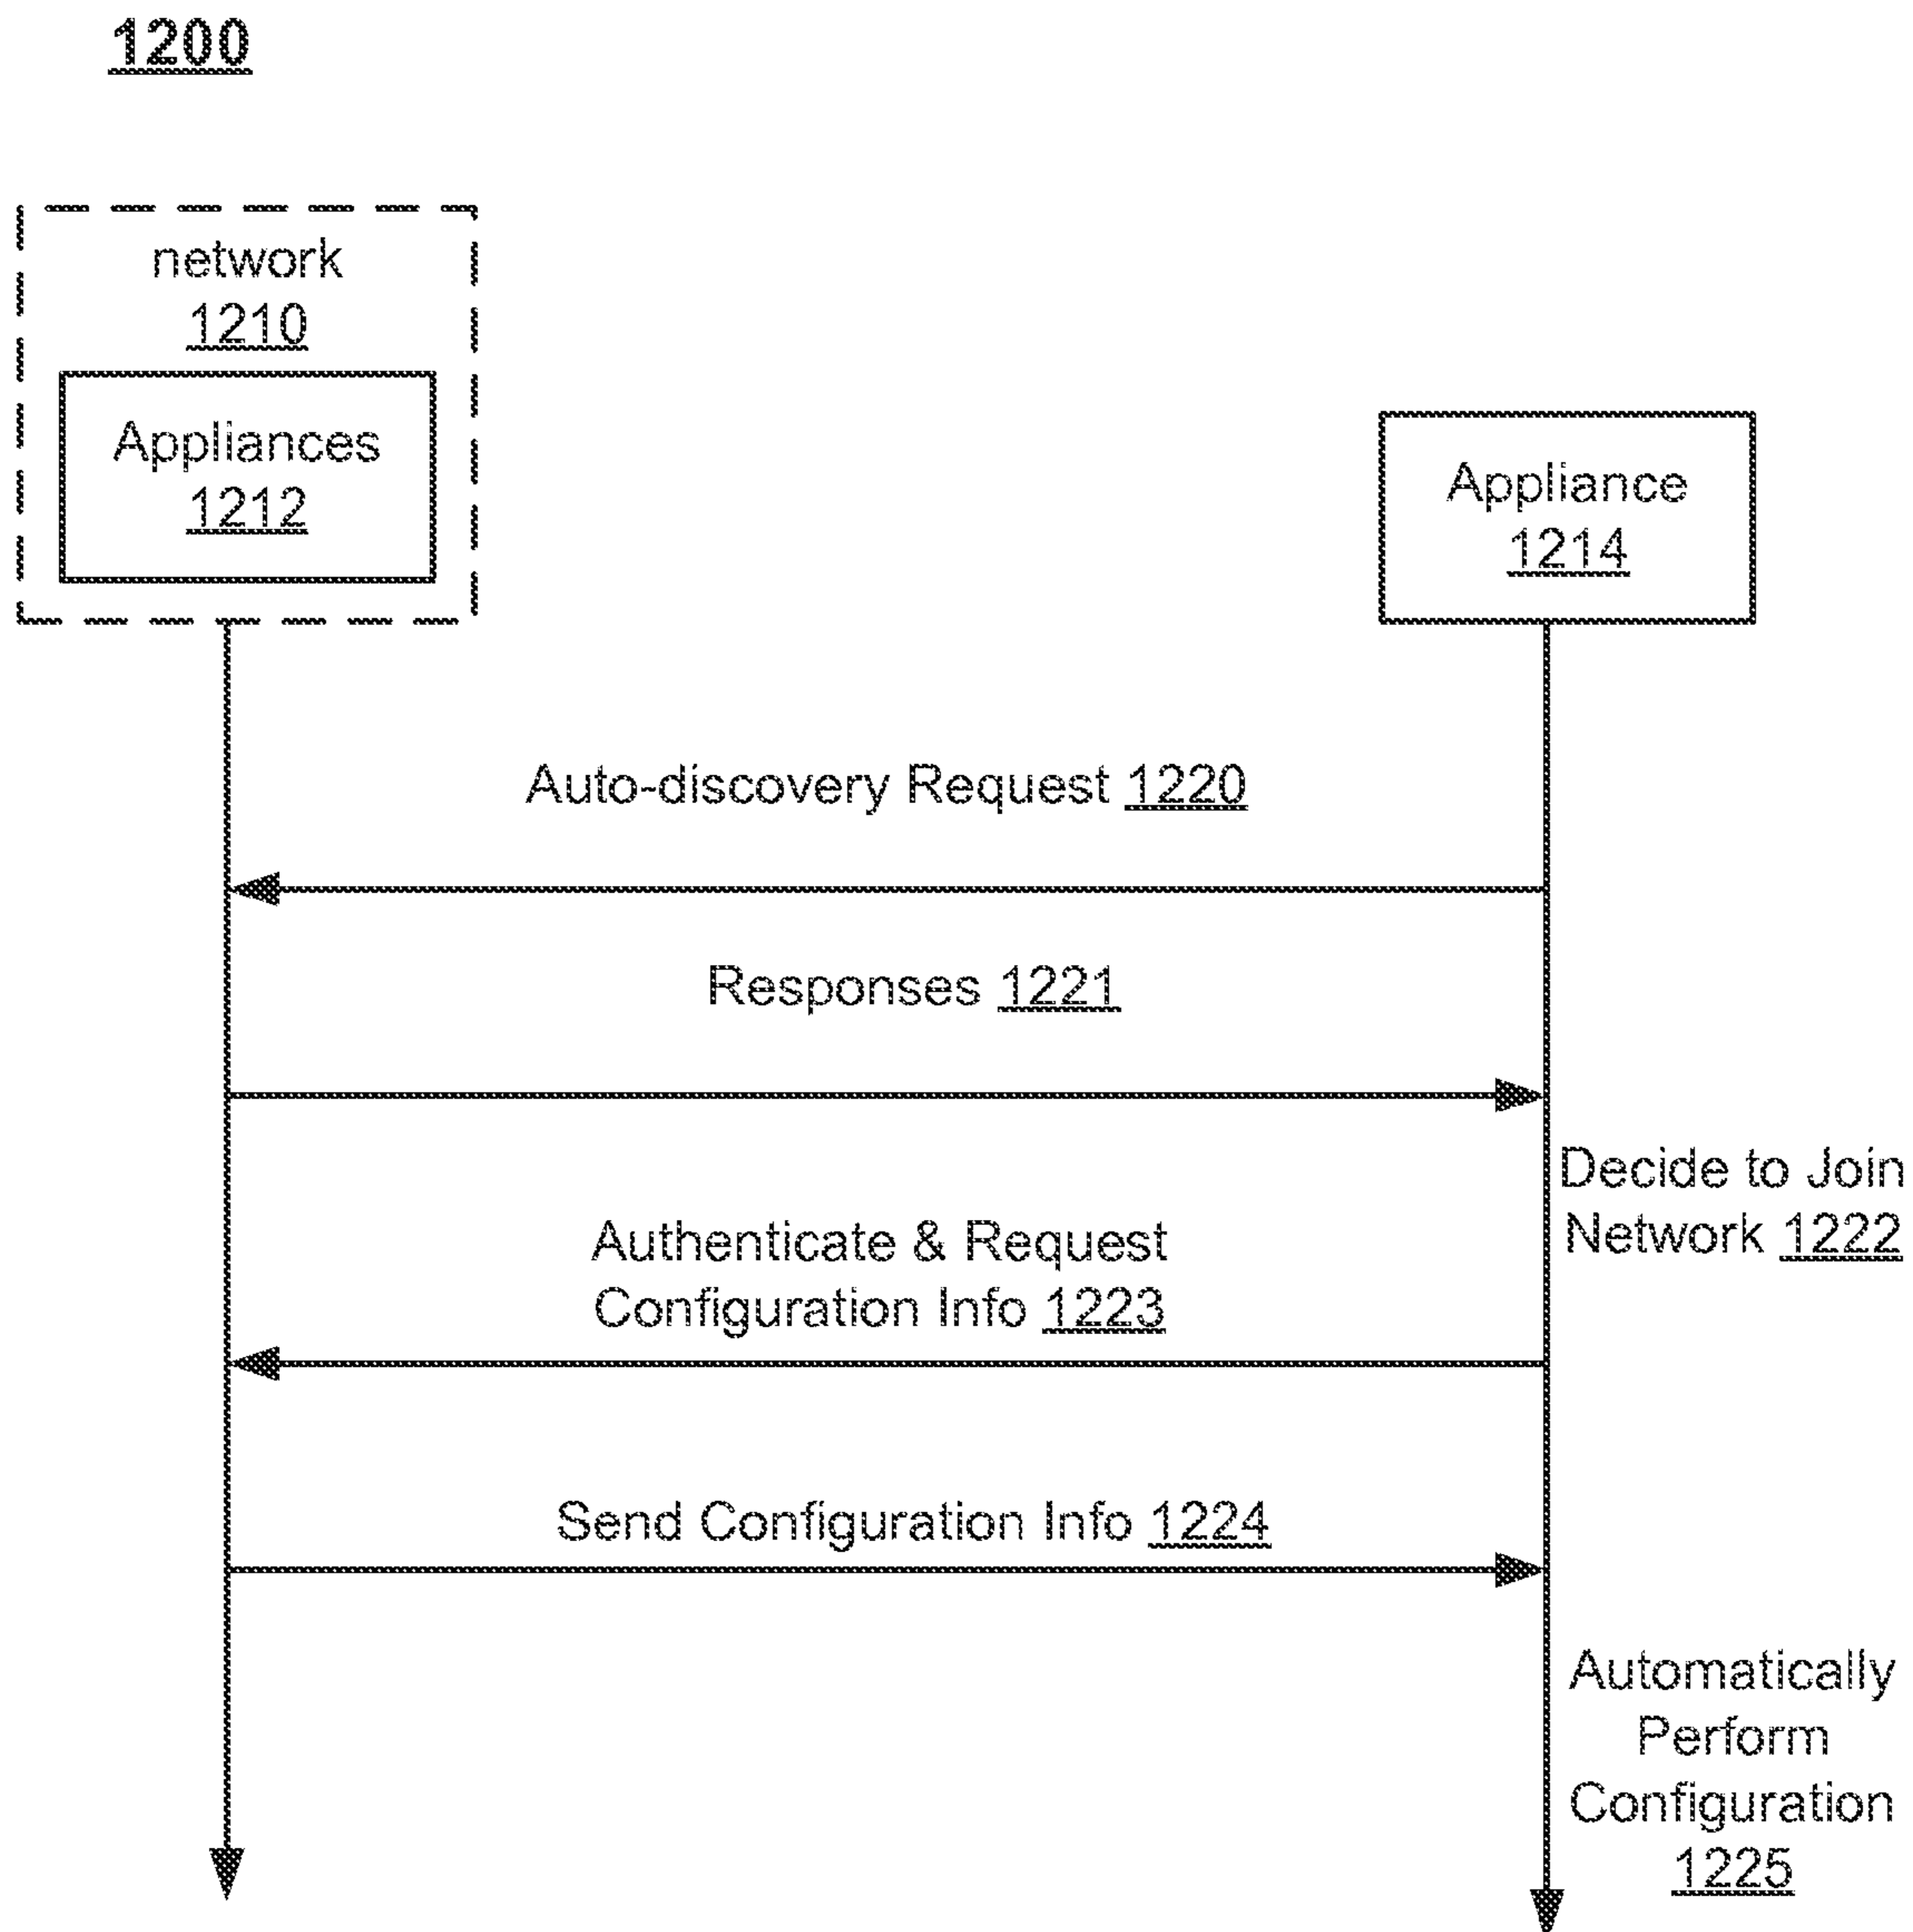 1200
network
1210
Appliances
1212
Appliance
1214
Auto-discovery Request 1220
Responses 1221
Decide to Join
Network 1222
Authenticate & Request
Configuration Info 1223
Send Configuration Info 1224
Automatically
Perform
Configuration
1225